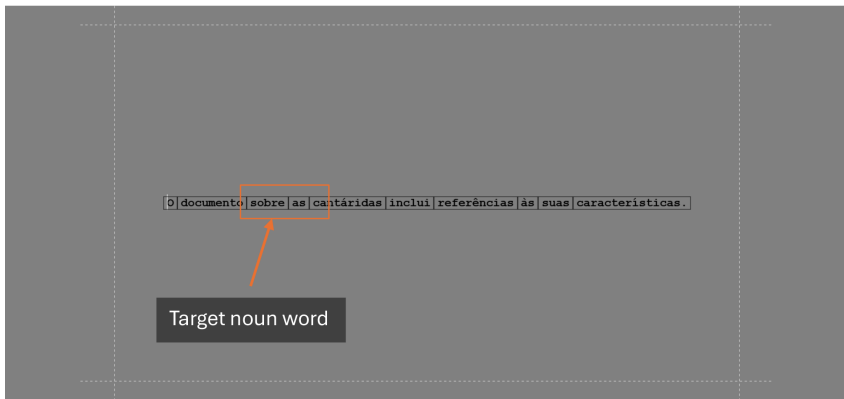 O documento sobre as cantáridas inclui referências às suas características.
Target noun word